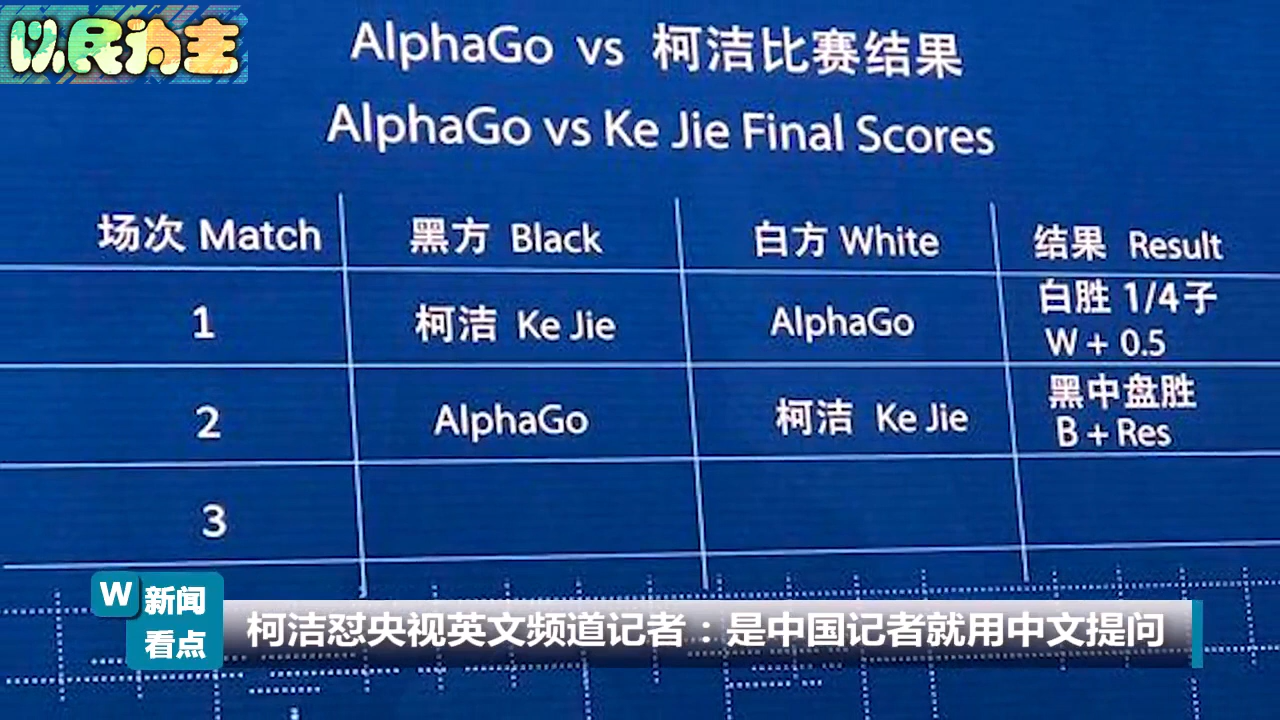 以民为主
AlphaGo vs 柯洁比赛结果
AlphaGo vs Ke Jie Final Scores
场次 Match 黑方 Black 白方 White 结果 Result
1 柯洁 Ke Jie AlphaGo 白胜 1/4子
W + 0.5
2 AlphaGo 柯洁 Ke Jie 黑中盘胜
B + Res
3
W 新闻
看点
柯洁怼央视英文频道记者：是中国记者就用中文提问